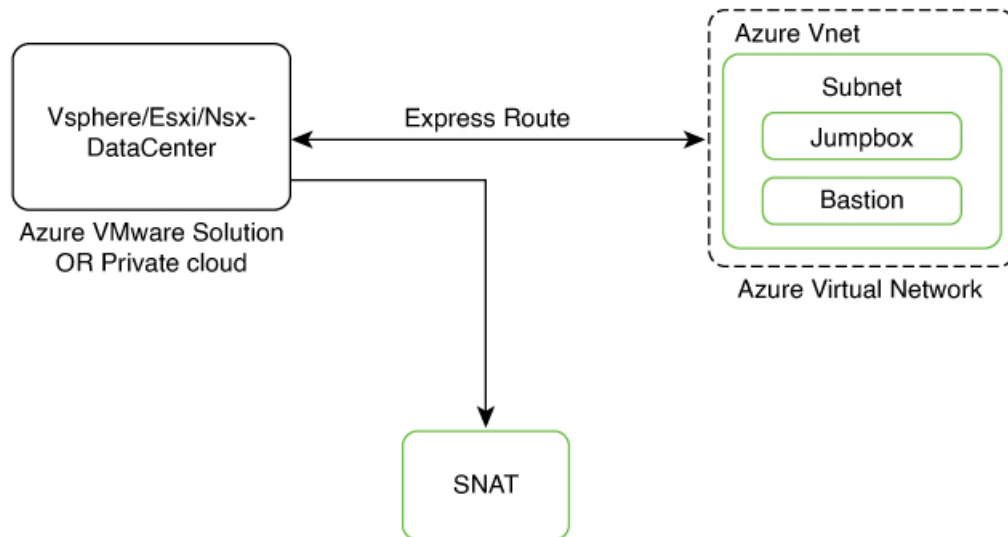 Vsphere/Esxi/Nsx-
DataCenter
Azure VMware Solution
OR Private cloud
Express Route
Azure Vnet
Subnet
Jumpbox
Bastion
Azure Virtual Network
SNAT